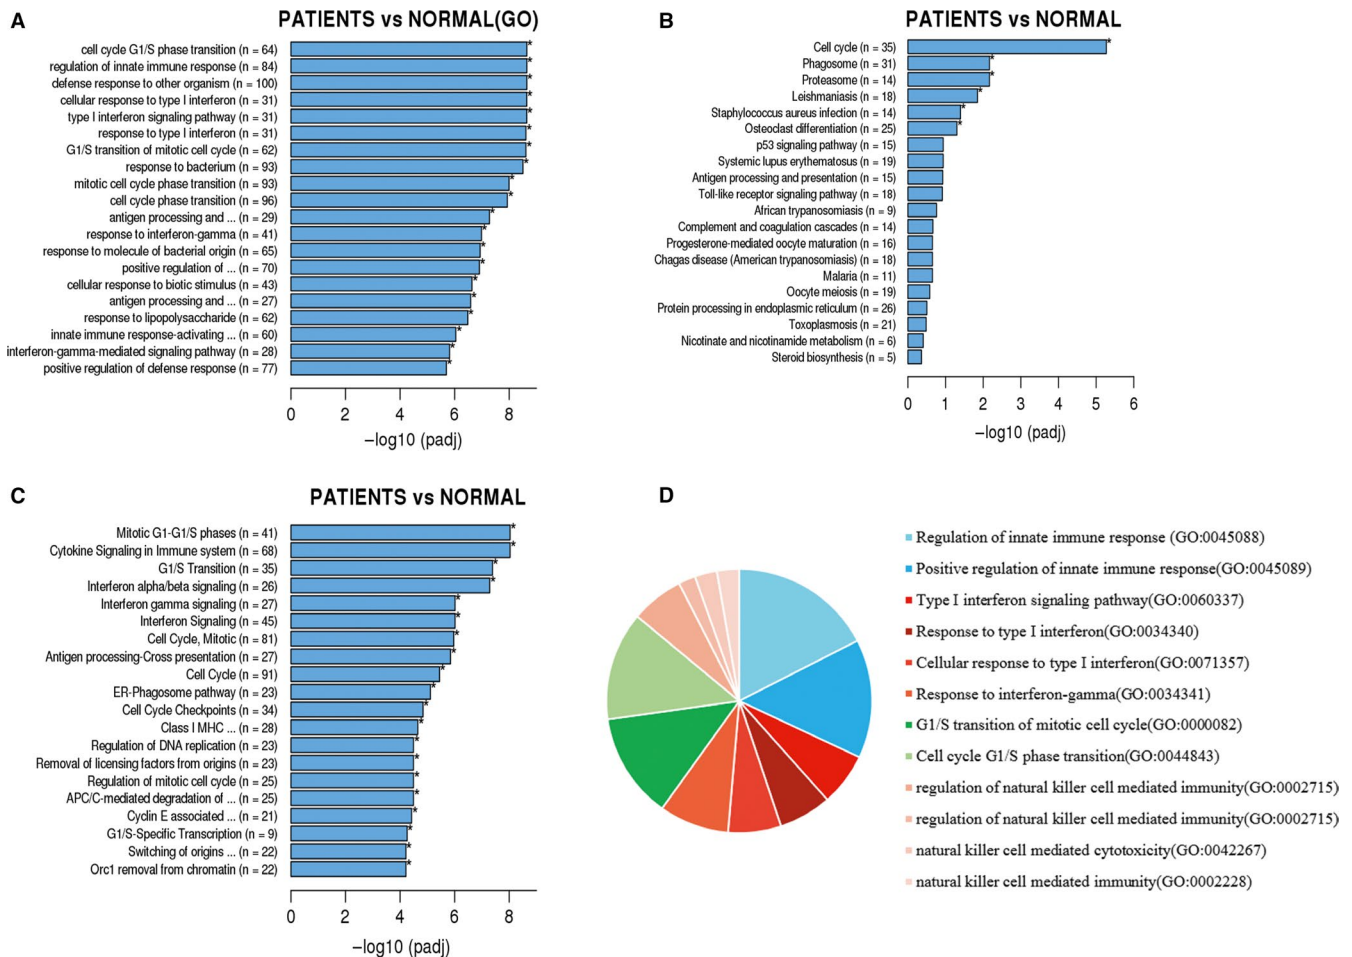 A
PATIENTS vs NORMAL(GO)
cell cycle G1/S phase transition (n = 64)
regulation of innate immune response (n = 84)
defense response to other organism (n = 100)
cellular response to type I interferon (n = 31)
type I interferon signaling pathway (n = 31)
response to type I interferon (n = 31)
G1/S transition of mitotic cell cycle (n = 62)
response to bacterium (n = 93)
mitotic cell cycle phase transition (n = 93)
cell cycle phase transition (n = 96)
antigen processing and ... (n = 29)
response to interferon-gamma (n = 41)
response to molecule of bacterial origin (n = 65)
positive regulation of ... (n = 70)
cellular response to biotic stimulus (n = 43)
antigen processing and ... (n = 27)
response to lipopolysaccharide (n = 62)
innate immune response-activating ... (n = 60)
interferon-gamma-mediated signaling pathway (n = 28)
positive regulation of defense response (n = 77)
0 2 4 6 8
−log10 (padj)
B
PATIENTS vs NORMAL
Cell cycle (n = 35)
Phagosome (n = 31)
Proteasome (n = 14)
Leishmaniasis (n = 18)
Staphylococcus aureus infection (n = 14)
Osteoclast differentiation (n = 25)
p53 signaling pathway (n = 15)
Systemic lupus erythematosus (n = 19)
Antigen processing and presentation (n = 15)
Toll-like receptor signaling pathway (n = 18)
African trypanosomiasis (n = 9)
Complement and coagulation cascades (n = 14)
Progesterone-mediated oocyte maturation (n = 16)
Chagas disease (American trypanosomiasis) (n = 18)
Malaria (n = 11)
Oocyte meiosis (n = 19)
Protein processing in endoplasmic reticulum (n = 26)
Toxoplasmosis (n = 21)
Nicotinate and nicotinamide metabolism (n = 6)
Steroid biosynthesis (n = 5)
0 1 2 3 4 5 6
−log10 (padj)
C
PATIENTS vs NORMAL
Mitotic G1-G1/S phases (n = 41)
Cytokine Signaling in Immune system (n = 68)
G1/S Transition (n = 35)
Interferon alpha/beta signaling (n = 26)
Interferon gamma signaling (n = 27)
Interferon Signaling (n = 45)
Cell Cycle, Mitotic (n = 81)
Antigen processing-Cross presentation (n = 27)
Cell Cycle (n = 91)
ER-Phagosome pathway (n = 23)
Cell Cycle Checkpoints (n = 34)
Class I MHC ... (n = 28)
Regulation of DNA replication (n = 23)
Removal of licensing factors from origins (n = 23)
Regulation of mitotic cell cycle (n = 25)
APC/C-mediated degradation of ... (n = 25)
Cyclin E associated ... (n = 21)
G1/S-Specific Transcription (n = 9)
Switching of origins ... (n = 22)
Orc1 removal from chromatin (n = 22)
0 2 4 6 8
−log10 (padj)
D
Regulation of innate immune response (GO:0045088)
Positive regulation of innate immune response(GO:0045089)
Type I interferon signaling pathway(GO:0060337)
Response to type I interferon(GO:0034340)
Cellular response to type I interferon(GO:0071357)
Response to interferon-gamma(GO:0034341)
G1/S transition of mitotic cell cycle(GO:0000082)
Cell cycle G1/S phase transition(GO:0044843)
regulation of natural killer cell mediated immunity(GO:0002715)
regulation of natural killer cell mediated immunity(GO:0002715)
natural killer cell mediated cytotoxicity(GO:0042267)
natural killer cell mediated immunity(GO:0002228)